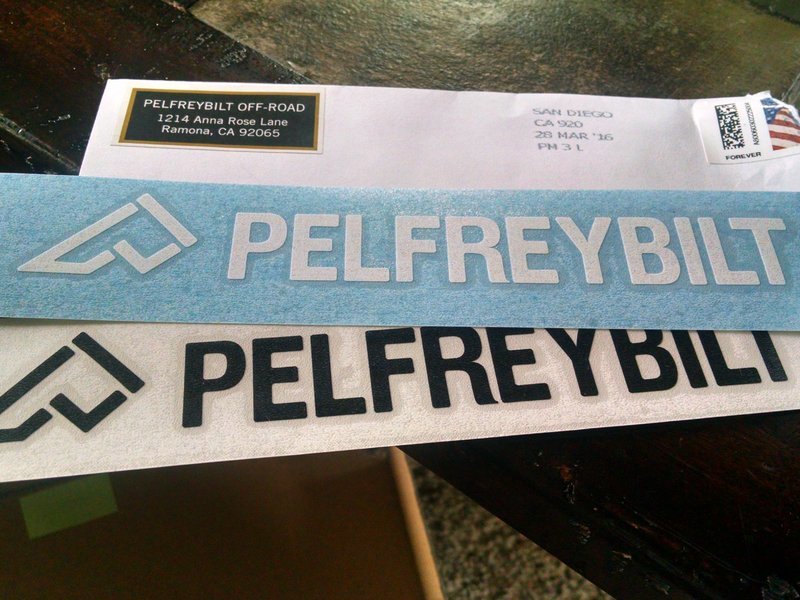 PELFREYBILT OFF-ROAD
1214 Anna Rose Lane
Ramona, CA 92065
SAN DIEGO
CA 920
28 MAR '16
PM 3 L
FOREVER
PELFREYBILT
PELFREYBILT